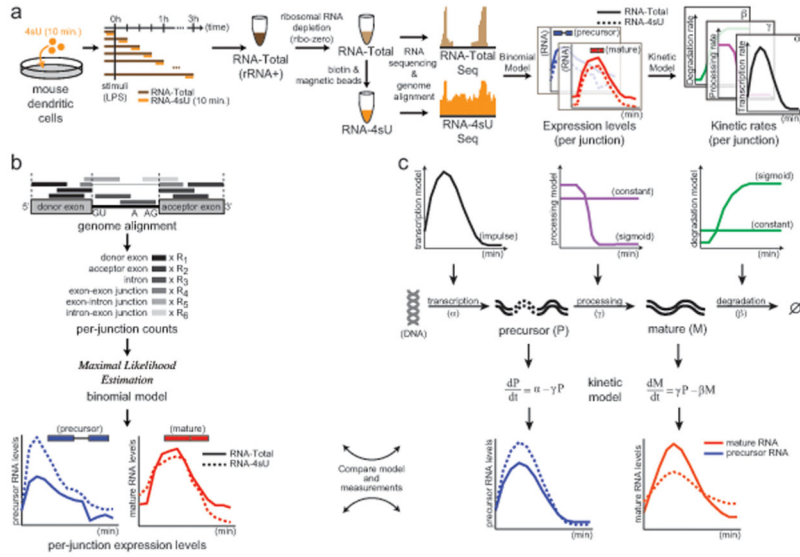 a
4sU (10 min.)
mouse
dendritic
cells
0h 1h ... 3h (time)
stimuli
(LPS)
RNA-Total
RNA-4sU (10 min.)
RNA-Total
(rRNA+)
ribosomal RNA
depletion
(ribo-zero)
RNA-Total
biotin &
magnetic beads
RNA-4sU
RNA
sequencing &
genome
alignment
RNA-Total
Seq
RNA-4sU
Seq
Binomial
Model
RNA-Total
RNA-4sU
(precursor)
(RNA)
(mature)
(RNA)
(min)
Expression levels
(per junction)
Kinetic
Model
Degradation rate
β
Processing rate
γ
Transcription rate
α
(min)
Kinetic rates
(per junction)
b
5' donor exon GU A AG acceptor exon 3'
genome alignment
donor exon x R1
acceptor exon x R2
intron x R3
exon-exon junction x R4
exon-intron junction x R5
intron-exon junction x R6
per-junction counts
Maximal Likelihood
Estimation
binomial model
precursor RNA levels
(precursor)
(min)
mature RNA levels
(mature)
(min)
RNA-Total
RNA-4sU
per-junction expression levels
Compare model
and
measurements
c
transcription model
(impulse)
(min)
processing model
(constant)
(sigmoid)
(min)
degradation model
(sigmoid)
(constant)
(min)
(DNA)
transcription
(α)
precursor (P)
processing
(γ)
mature (M)
degradation
(β)
Ø
dP/dt = α − γP
kinetic
model
dM/dt = γP − βM
precursor RNA levels
(min)
mature RNA levels
(min)
mature RNA
precursor RNA